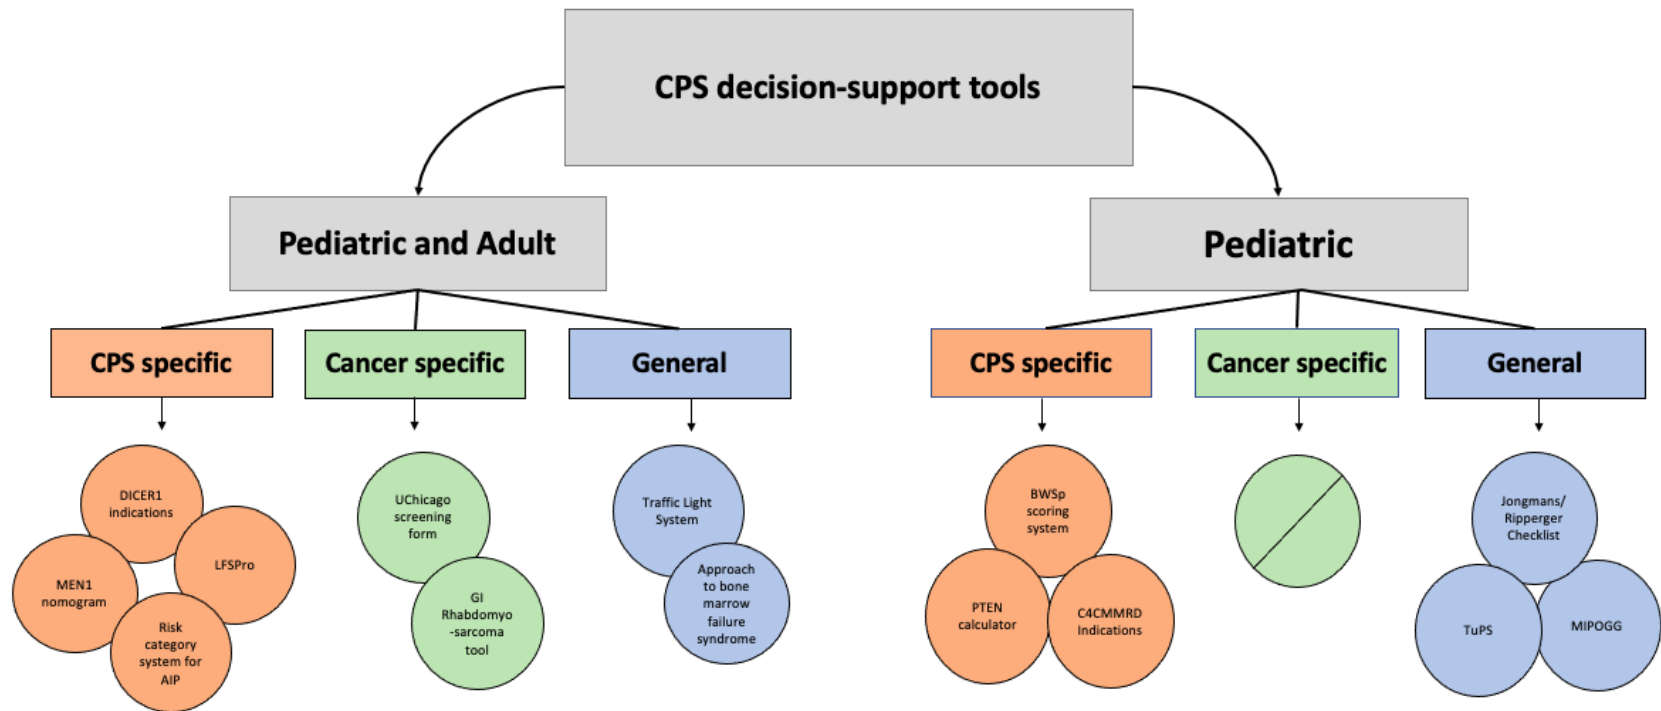 CPS decision-support tools
Pediatric and Adult
Pediatric
CPS specific
Cancer specific
General
CPS specific
Cancer specific
General
DICER1
indications
LFSPro
MEN1
nomogram
Risk
category
system for
AIP
UChicago
screening
form
GI
Rhabdomyo
-sarcoma
tool
Traffic Light
System
Approach
to bone
marrow
failure
syndrome
BWSp
scoring
system
PTEN
calculator
C4CMMRD
Indications
Jongmans/
Ripperger
Checklist
TuPS
MIPOGG